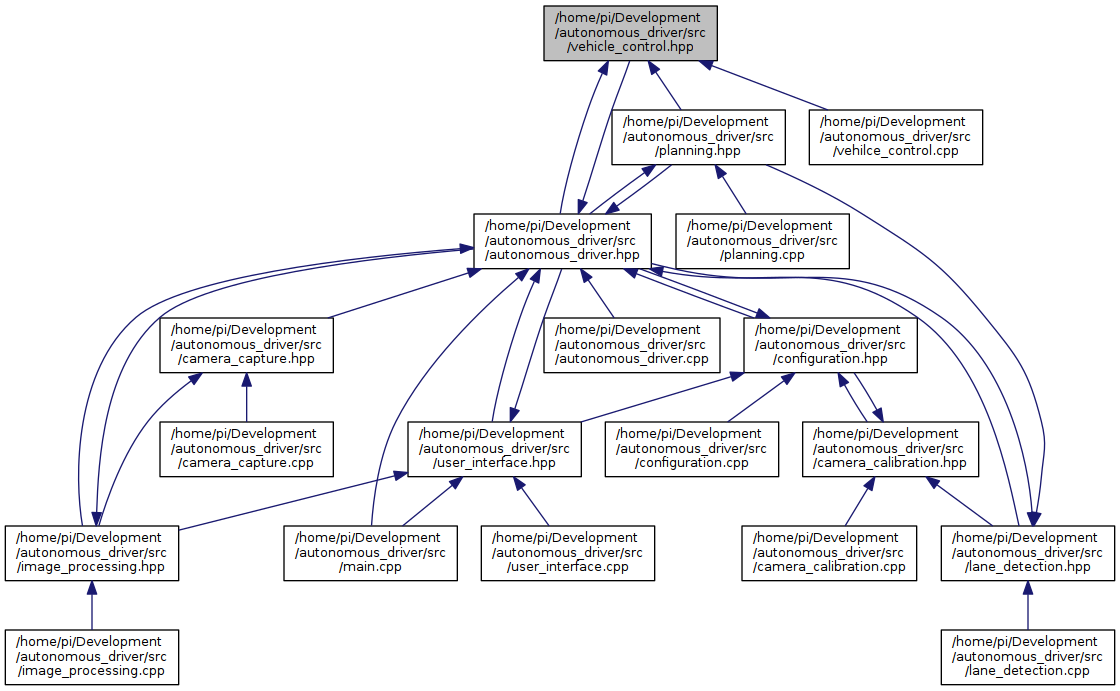 /home/pi/Development
/autonomous_driver/src
/vehicle_control.hpp
/home/pi/Development
/autonomous_driver/src
/planning.hpp
/home/pi/Development
/autonomous_driver/src
/vehilce_control.cpp
/home/pi/Development
/autonomous_driver/src
/autonomous_driver.hpp
/home/pi/Development
/autonomous_driver/src
/planning.cpp
/home/pi/Development
/autonomous_driver/src
/camera_capture.hpp
/home/pi/Development
/autonomous_driver/src
/autonomous_driver.cpp
/home/pi/Development
/autonomous_driver/src
/configuration.hpp
/home/pi/Development
/autonomous_driver/src
/camera_capture.cpp
/home/pi/Development
/autonomous_driver/src
/user_interface.hpp
/home/pi/Development
/autonomous_driver/src
/configuration.cpp
/home/pi/Development
/autonomous_driver/src
/camera_calibration.hpp
/home/pi/Development
/autonomous_driver/src
/image_processing.hpp
/home/pi/Development
/autonomous_driver/src
/main.cpp
/home/pi/Development
/autonomous_driver/src
/user_interface.cpp
/home/pi/Development
/autonomous_driver/src
/camera_calibration.cpp
/home/pi/Development
/autonomous_driver/src
/lane_detection.hpp
/home/pi/Development
/autonomous_driver/src
/image_processing.cpp
/home/pi/Development
/autonomous_driver/src
/lane_detection.cpp